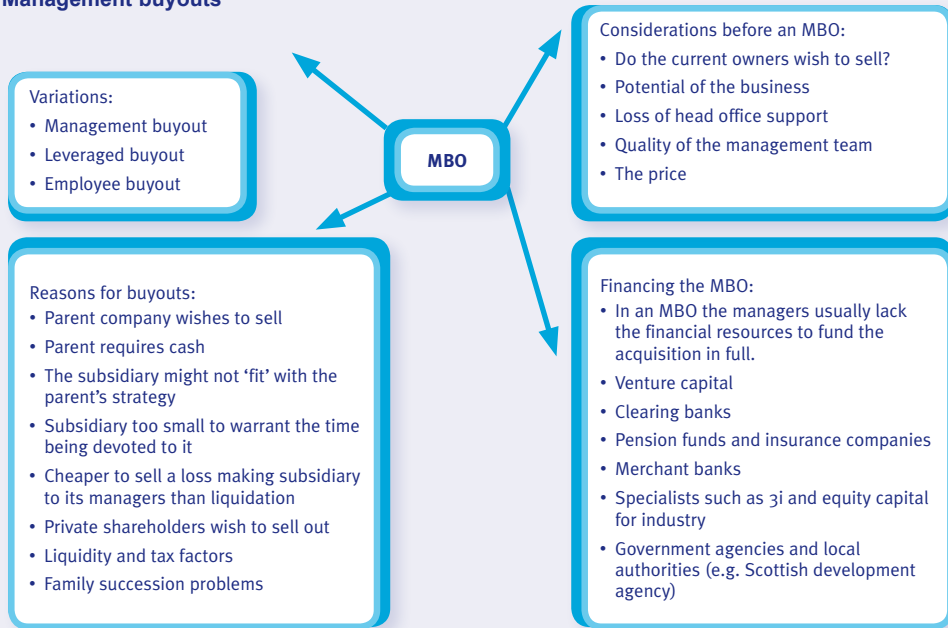 Management buyouts
Variations:
• Management buyout
• Leveraged buyout
• Employee buyout
MBO
Considerations before an MBO:
• Do the current owners wish to sell?
• Potential of the business
• Loss of head office support
• Quality of the management team
• The price
Reasons for buyouts:
• Parent company wishes to sell
• Parent requires cash
• The subsidiary might not ‘fit’ with the
parent’s strategy
• Subsidiary too small to warrant the time
being devoted to it
• Cheaper to sell a loss making subsidiary
to its managers than liquidation
• Private shareholders wish to sell out
• Liquidity and tax factors
• Family succession problems
Financing the MBO:
• In an MBO the managers usually lack
the financial resources to fund the
acquisition in full.
• Venture capital
• Clearing banks
• Pension funds and insurance companies
• Merchant banks
• Specialists such as 3i and equity capital
for industry
• Government agencies and local
authorities (e.g. Scottish development
agency)